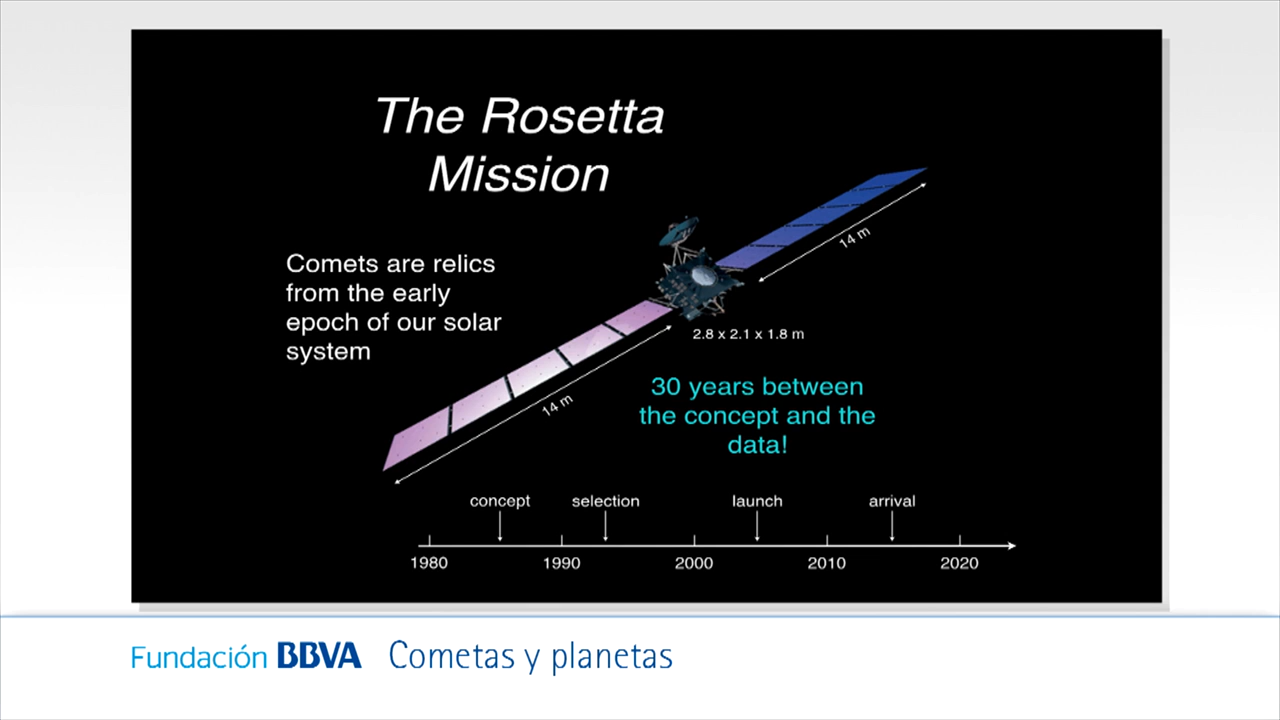 The Rosetta
Mission
14 m
Comets are relics
from the early
epoch of our solar
system
2.8 x 2.1 x 1.8 m
14 m
30 years between
the concept and the
data!
concept selection launch arrival
1980 1990 2000 2010 2020
Fundación BBVA Cometas y planetas